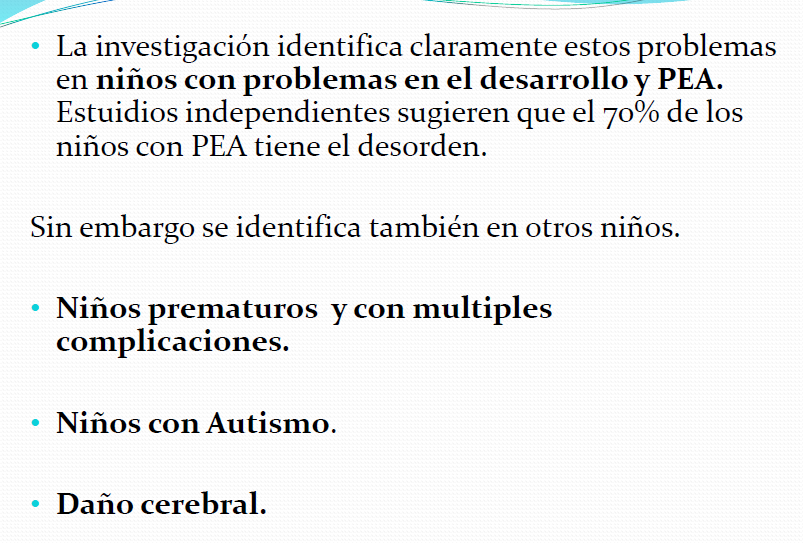 • La investigación identifica claramente estos problemas
en niños con problemas en el desarrollo y PEA.
Estuidios independientes sugieren que el 70% de los
niños con PEA tiene el desorden.
Sin embargo se identifica también en otros niños.
• Niños prematuros y con multiples
complicaciones.
• Niños con Autismo.
• Daño cerebral.